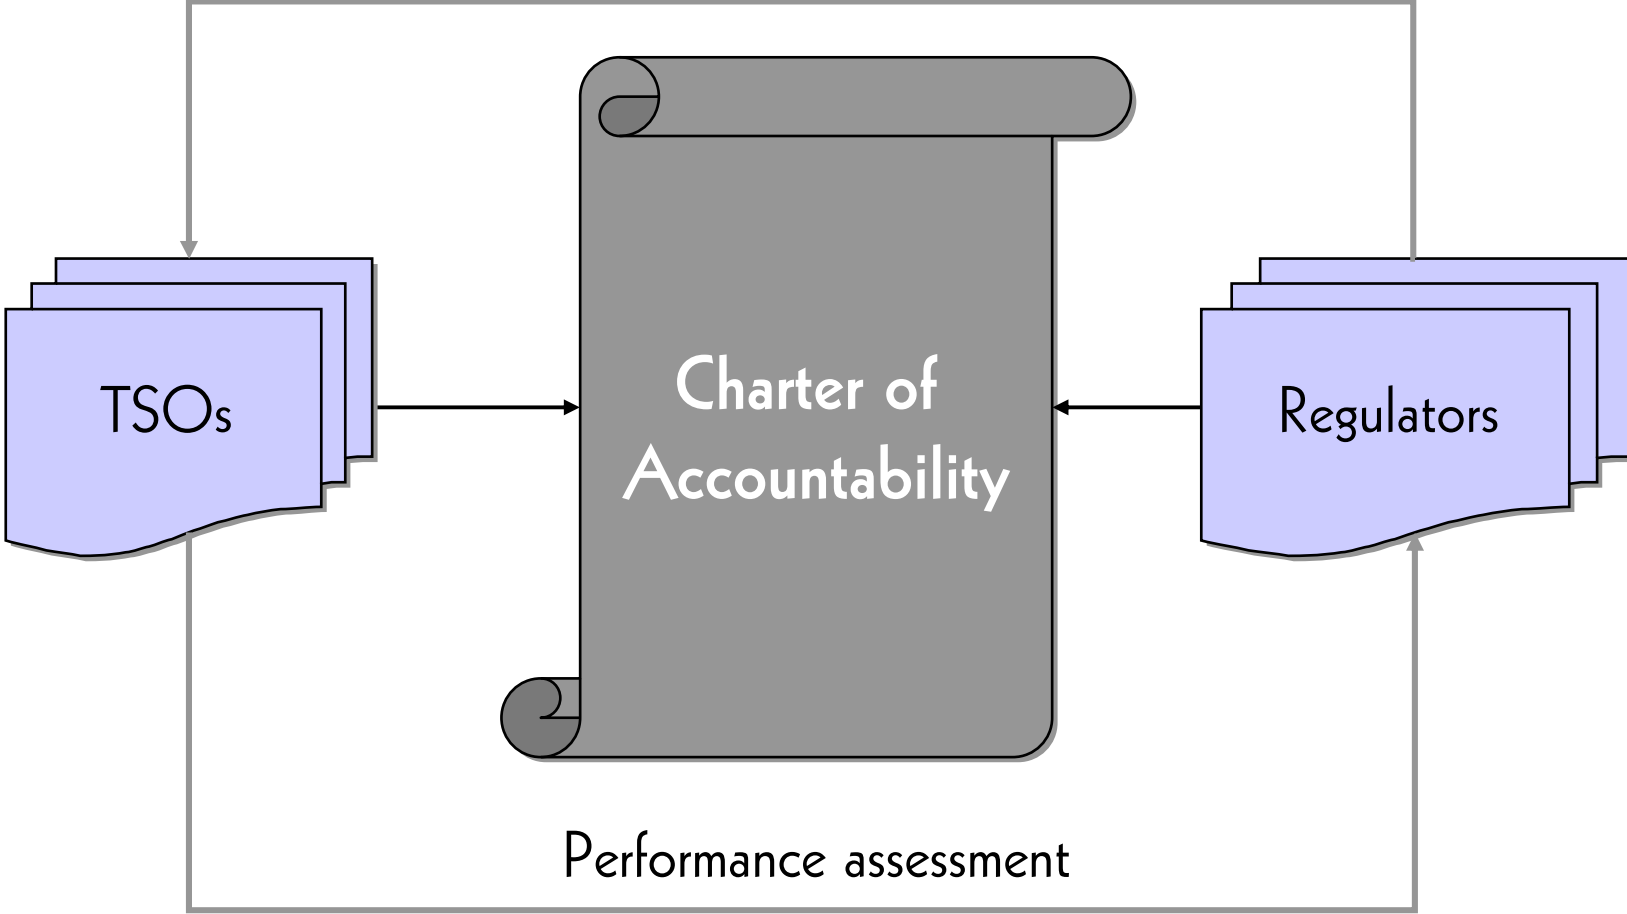 TSOs
Charter of
Accountability
Regulators
Performance assessment